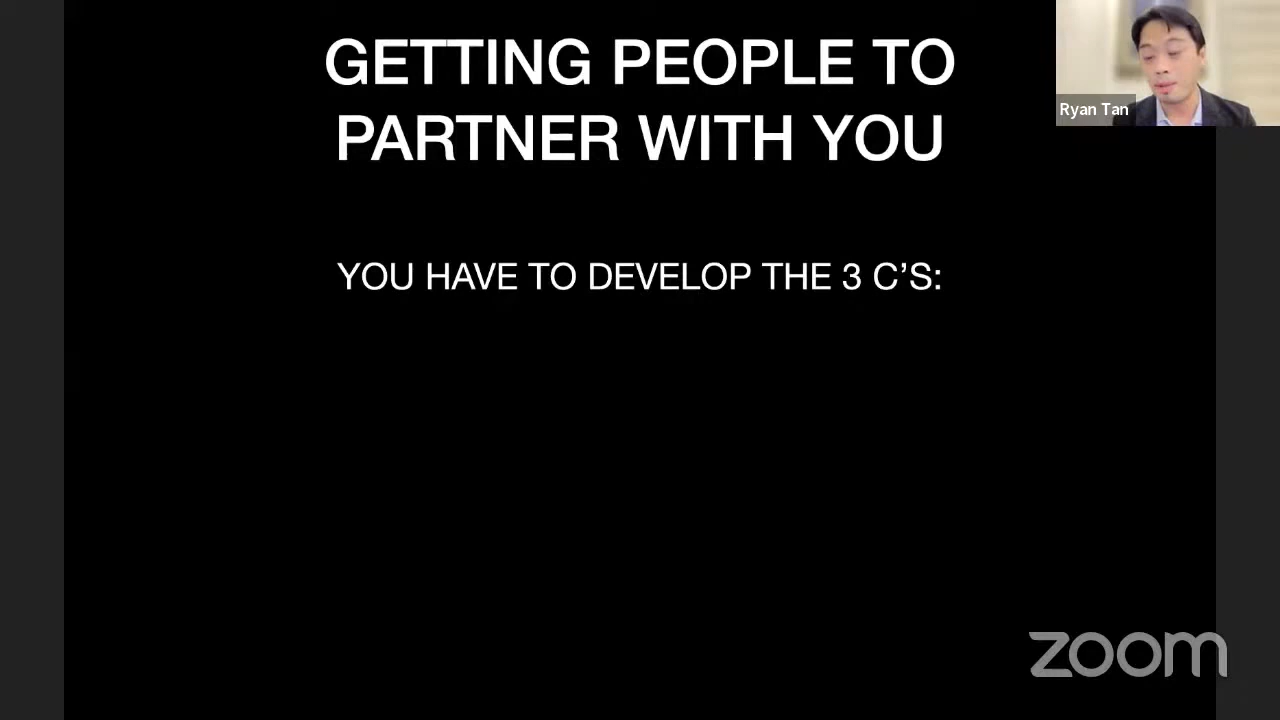 GETTING PEOPLE TO
PARTNER WITH YOU
YOU HAVE TO DEVELOP THE 3 C’S:
Ryan Tan
zoom